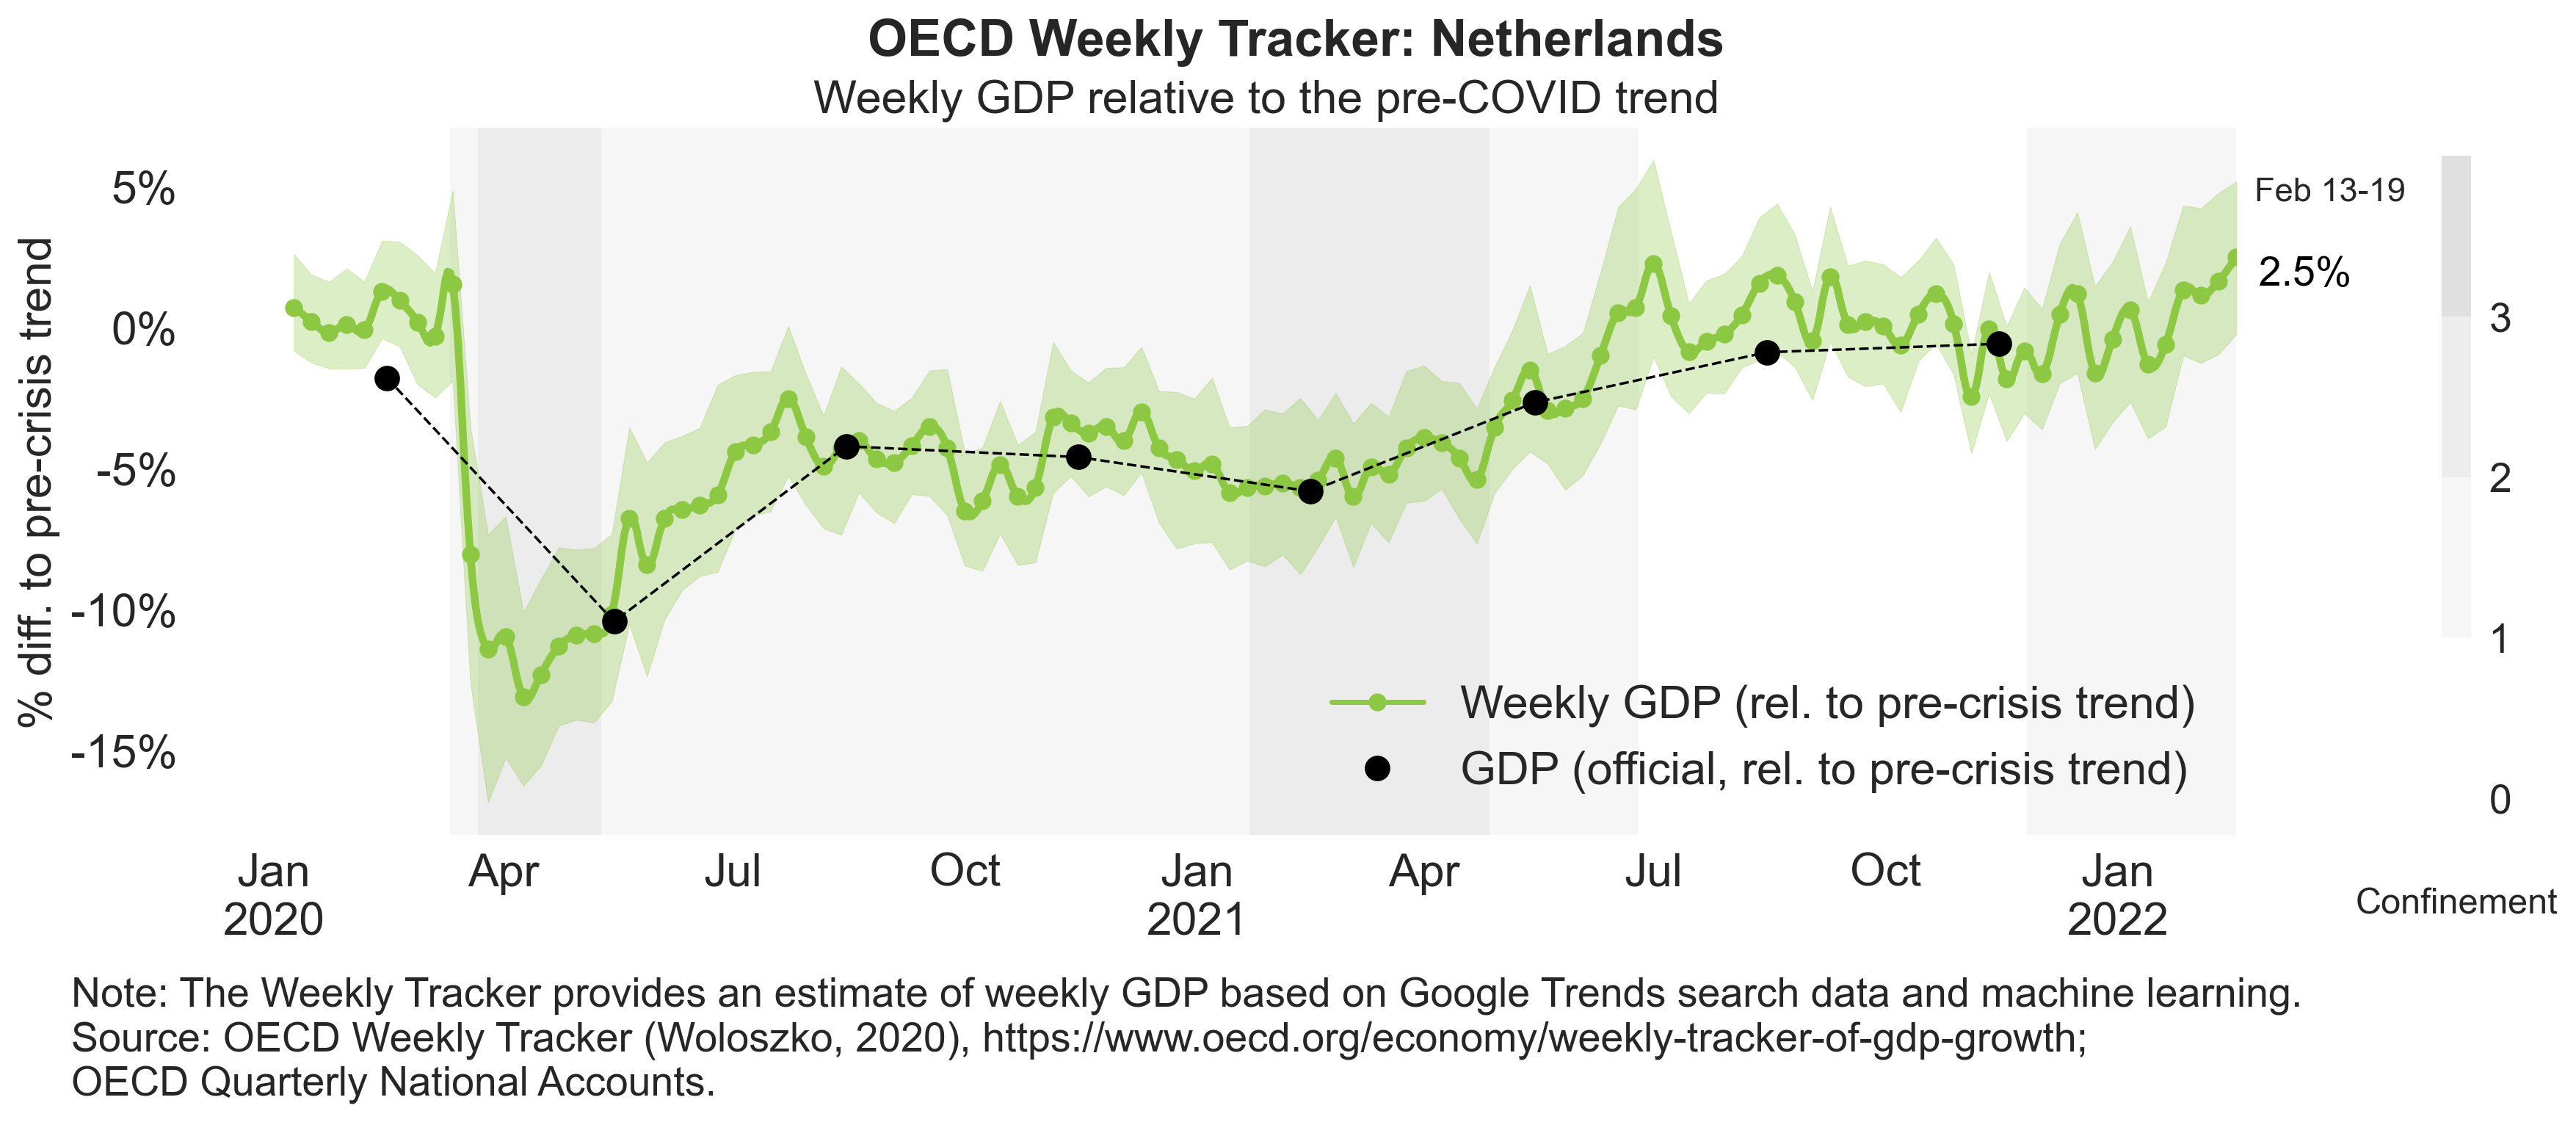 OECD Weekly Tracker: Netherlands
Weekly GDP relative to the pre-COVID trend
% diff. to pre-crisis trend
5%
0%
-5%
-10%
-15%
Feb 13-19
2.5%
3
2
1
0
Confinement
Weekly GDP (rel. to pre-crisis trend)
GDP (official, rel. to pre-crisis trend)
Jan Apr Jul Oct Jan Apr Jul Oct Jan
2020 2021 2022
Note: The Weekly Tracker provides an estimate of weekly GDP based on Google Trends search data and machine learning.
Source: OECD Weekly Tracker (Woloszko, 2020), https://www.oecd.org/economy/weekly-tracker-of-gdp-growth;
OECD Quarterly National Accounts.